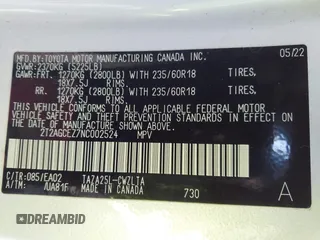 MFD BY: TOYOTA MOTOR MANUFACTURING CANADA INC. 05/22
GVWR: 2370KG (5225LB)
GAWR: FRT. 1270KG (2800LB) WITH 235/60R18 TIRES,
18X7.5J RIMS,
RR. 1270KG (2800LB) WITH 235/60R18 TIRES,
18X7.5J RIMS,
THIS VEHICLE CONFORMS TO ALL APPLICABLE FEDERAL
MOTOR VEHICLE SAFETY, BUMPER, AND THEFT PREVENTION
STANDARDS IN EFFECT ON THE DATE OF
MANUFACTURE SHOWN ABOVE.
2T2AGCEZ7NC002524 MPV
MADE IN CANADA
C/TR: 085/EA02 TAZA25L-CWZLTA
A/TM: /UA81F 730 A